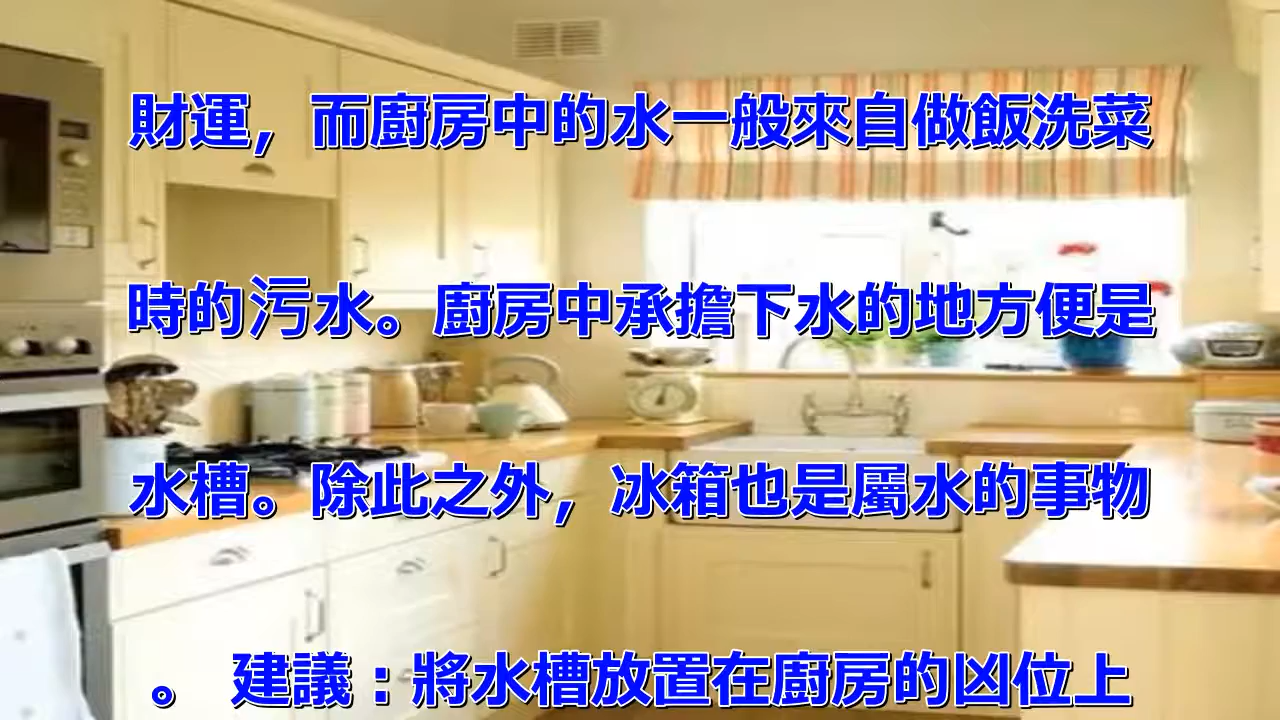 財運，而廚房中的水一般來自做飯洗菜
時的污水。廚房中承擔下水的地方便是
水槽。除此之外，冰箱也是屬水的事物
。 建議：將水槽放置在廚房的凶位上